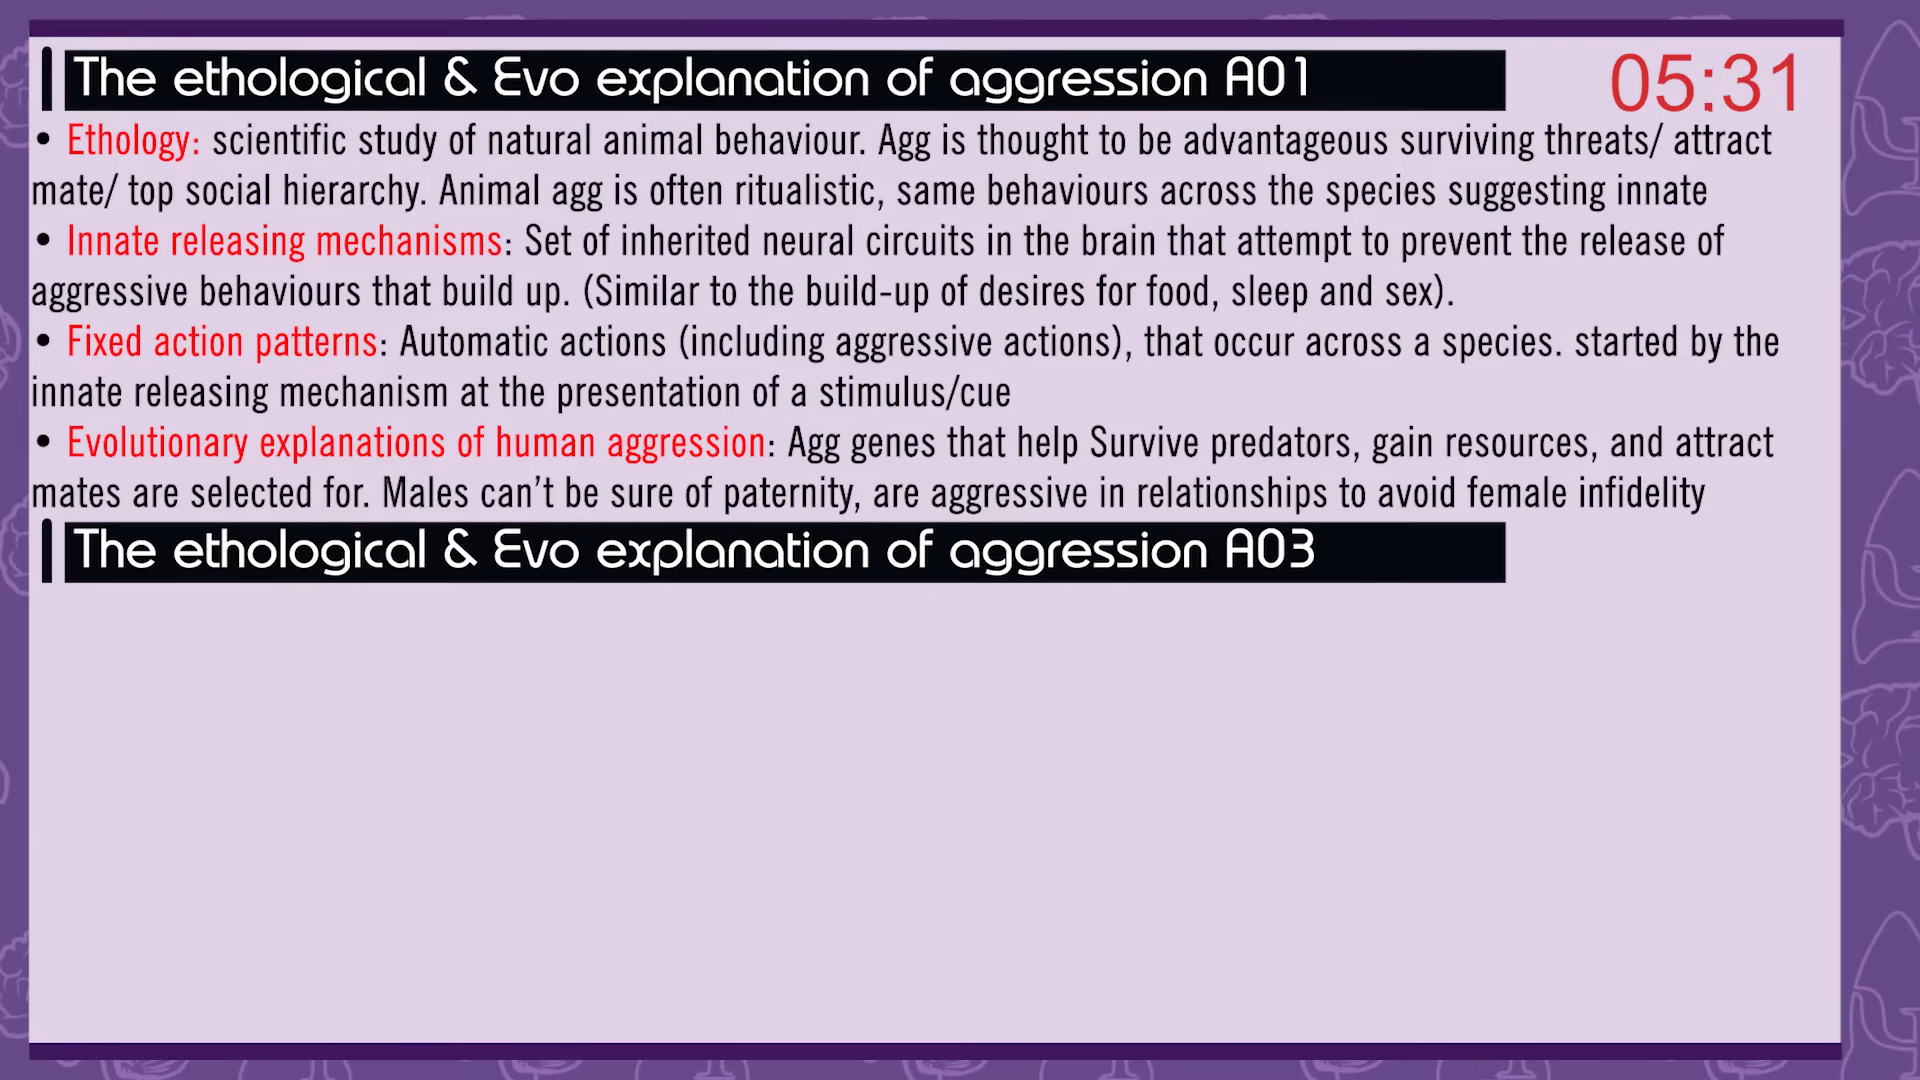 The ethological & Evo explanation of aggression A01
05:31
• Ethology: scientific study of natural animal behaviour. Agg is thought to be advantageous surviving threats/ attract
mate/ top social hierarchy. Animal agg is often ritualistic, same behaviours across the species suggesting innate
• Innate releasing mechanisms: Set of inherited neural circuits in the brain that attempt to prevent the release of
aggressive behaviours that build up. (Similar to the build-up of desires for food, sleep and sex).
• Fixed action patterns: Automatic actions (including aggressive actions), that occur across a species. started by the
innate releasing mechanism at the presentation of a stimulus/cue
• Evolutionary explanations of human aggression: Agg genes that help Survive predators, gain resources, and attract
mates are selected for. Males can't be sure of paternity, are aggressive in relationships to avoid female infidelity
The ethological & Evo explanation of aggression A03